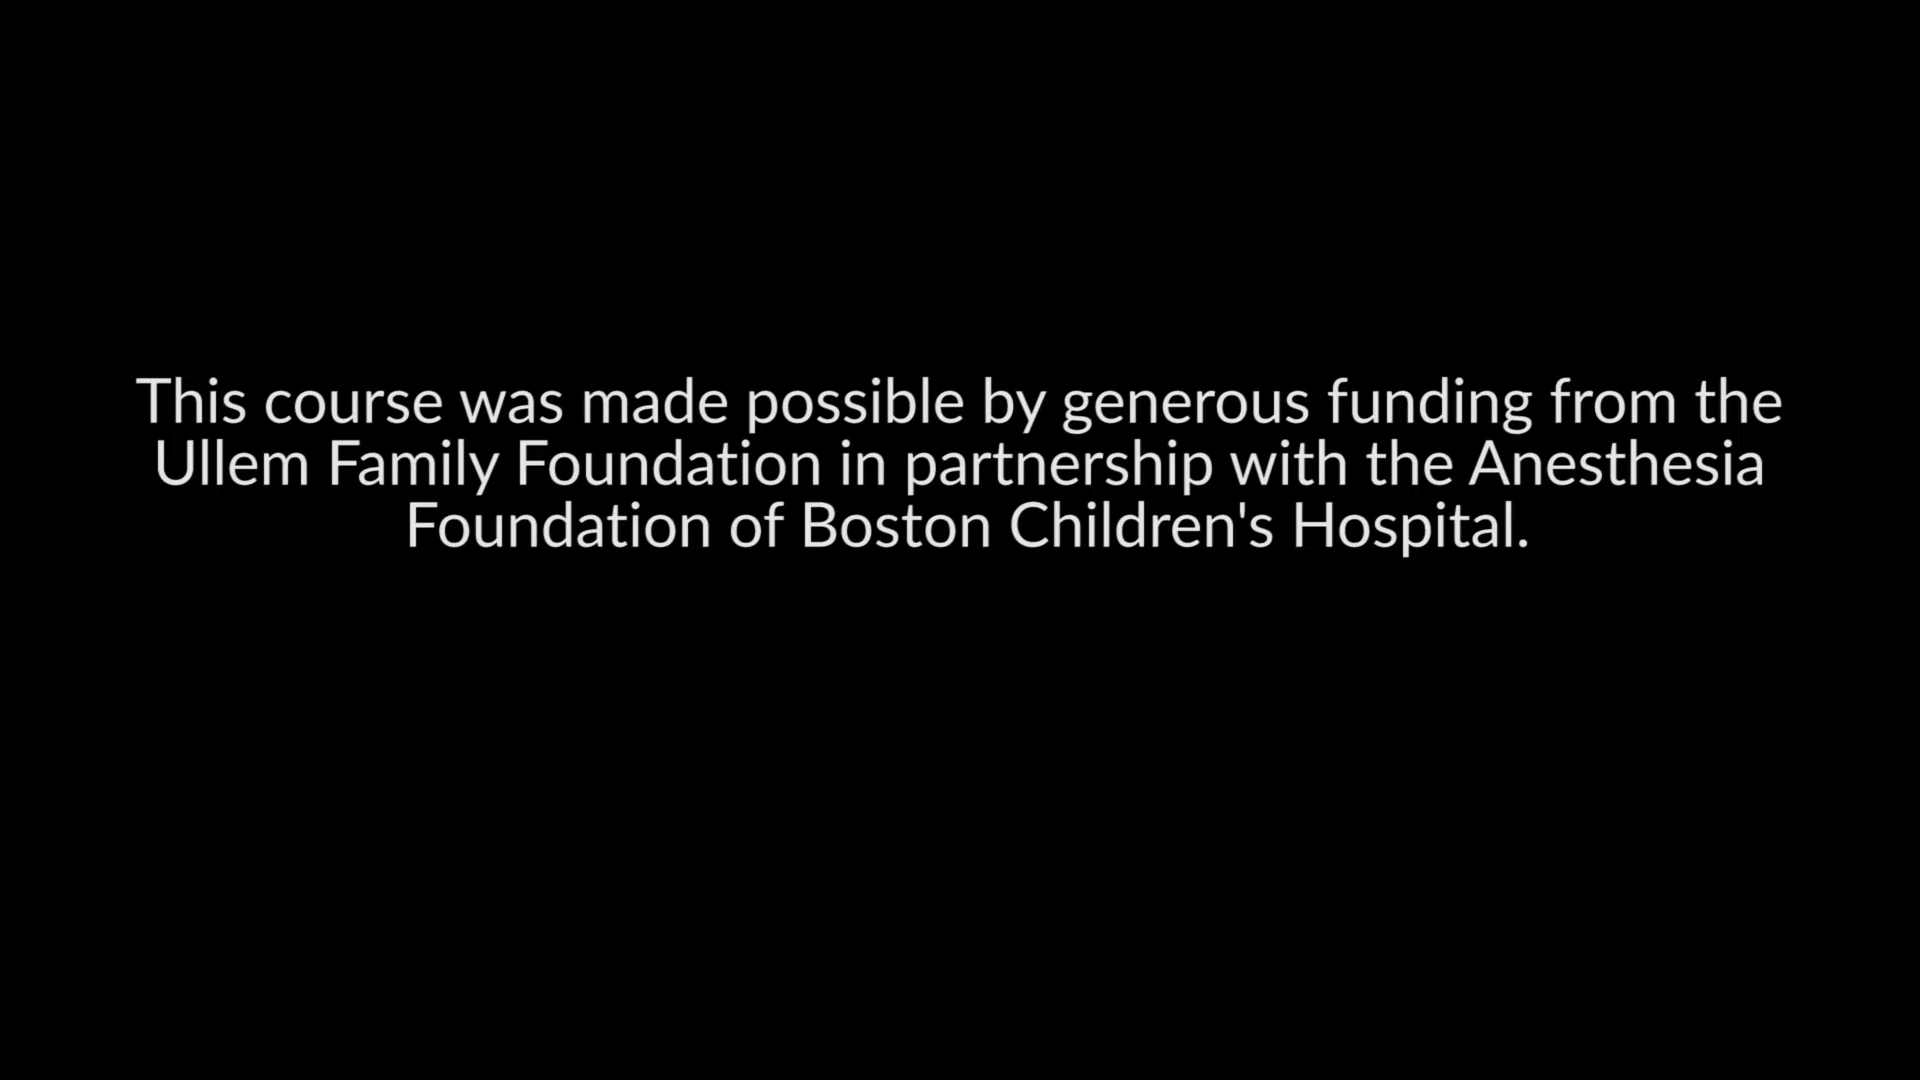 This course was made possible by generous funding from the
Ullem Family Foundation in partnership with the Anesthesia
Foundation of Boston Children's Hospital.